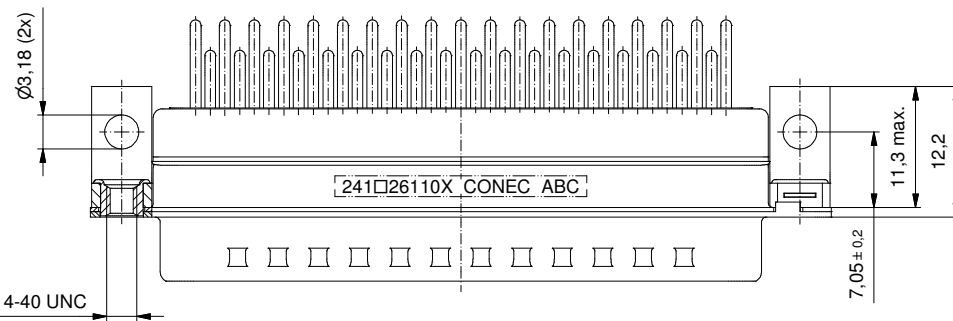 Ø3,18 (2x)
241□26110X CONEC ABC
11,3 max.
12,2
7,05± 0,2
4-40 UNC